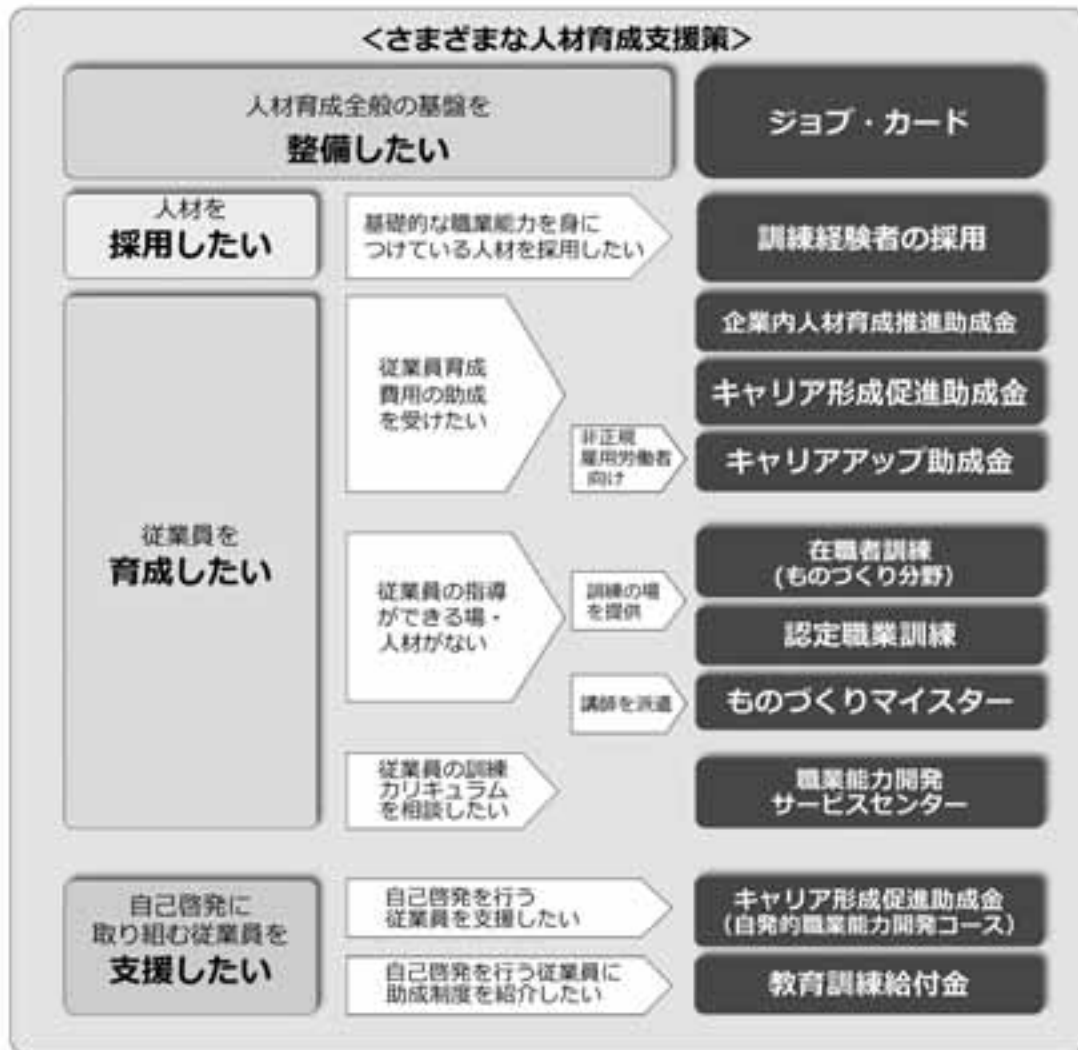 <さまざまな人材育成支援策>
人材育成全般の基盤を
整備したい
ジョブ・カード
人材を
採用したい
基礎的な職業能力を身に
つけている人材を採用したい
訓練経験者の採用
従業員を
育成したい
従業員育成
費用の助成
を受けたい
企業内人材育成推進助成金
キャリア形成促進助成金
非正規
雇用労働者
向け
キャリアアップ助成金
従業員の指導
ができる場・
人材がない
訓練の場
を提供
在職者訓練
(ものづくり分野)
認定職業訓練
講師を派遣
ものづくりマイスター
従業員の訓練
カリキュラム
を相談したい
職業能力開発
サービスセンター
自己啓発に
取り組む従業員を
支援したい
自己啓発を行う
従業員を支援したい
キャリア形成促進助成金
(自発的職業能力開発コース)
自己啓発を行う従業員に
助成制度を紹介したい
教育訓練給付金